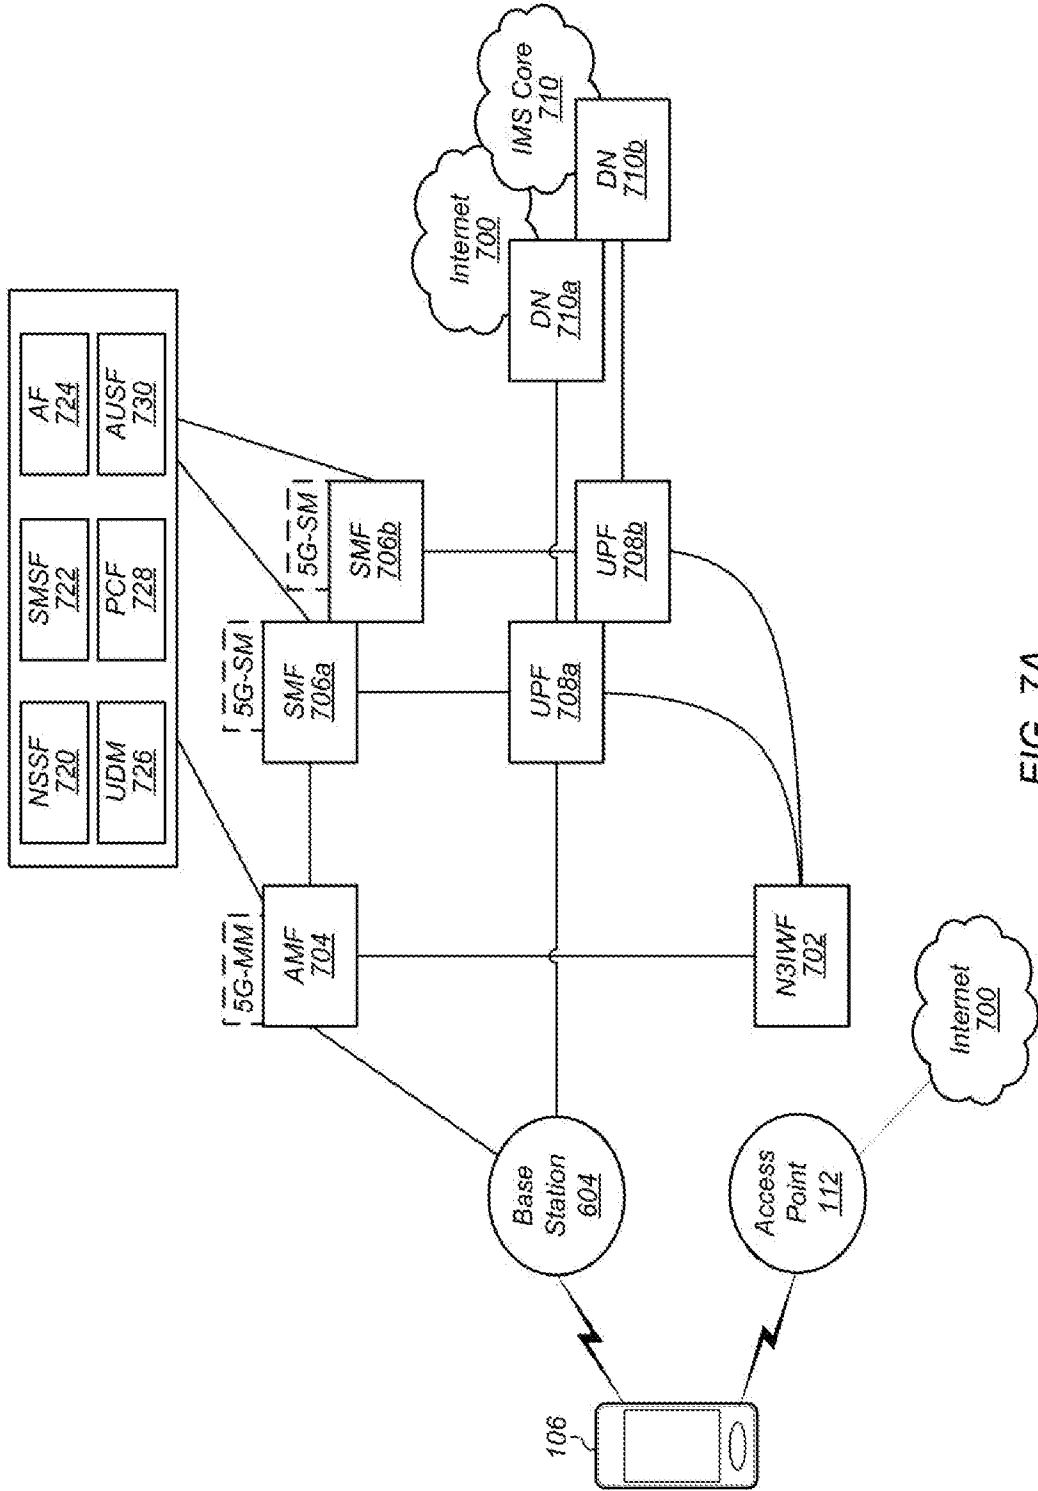 NSSF
720
SMSF
722
AF
724
UDM
726
PCF
728
AUSF
730
5G-MM
5G-SM
5G-SM
AMF
704
SMF
706a
SMF
706b
Internet
700
IMS Core
710
Base
Station
604
UPF
708a
UPF
708b
DN
710a
DN
710b
106
Access
Point
112
N3IWF
702
Internet
700
FIG. 7A